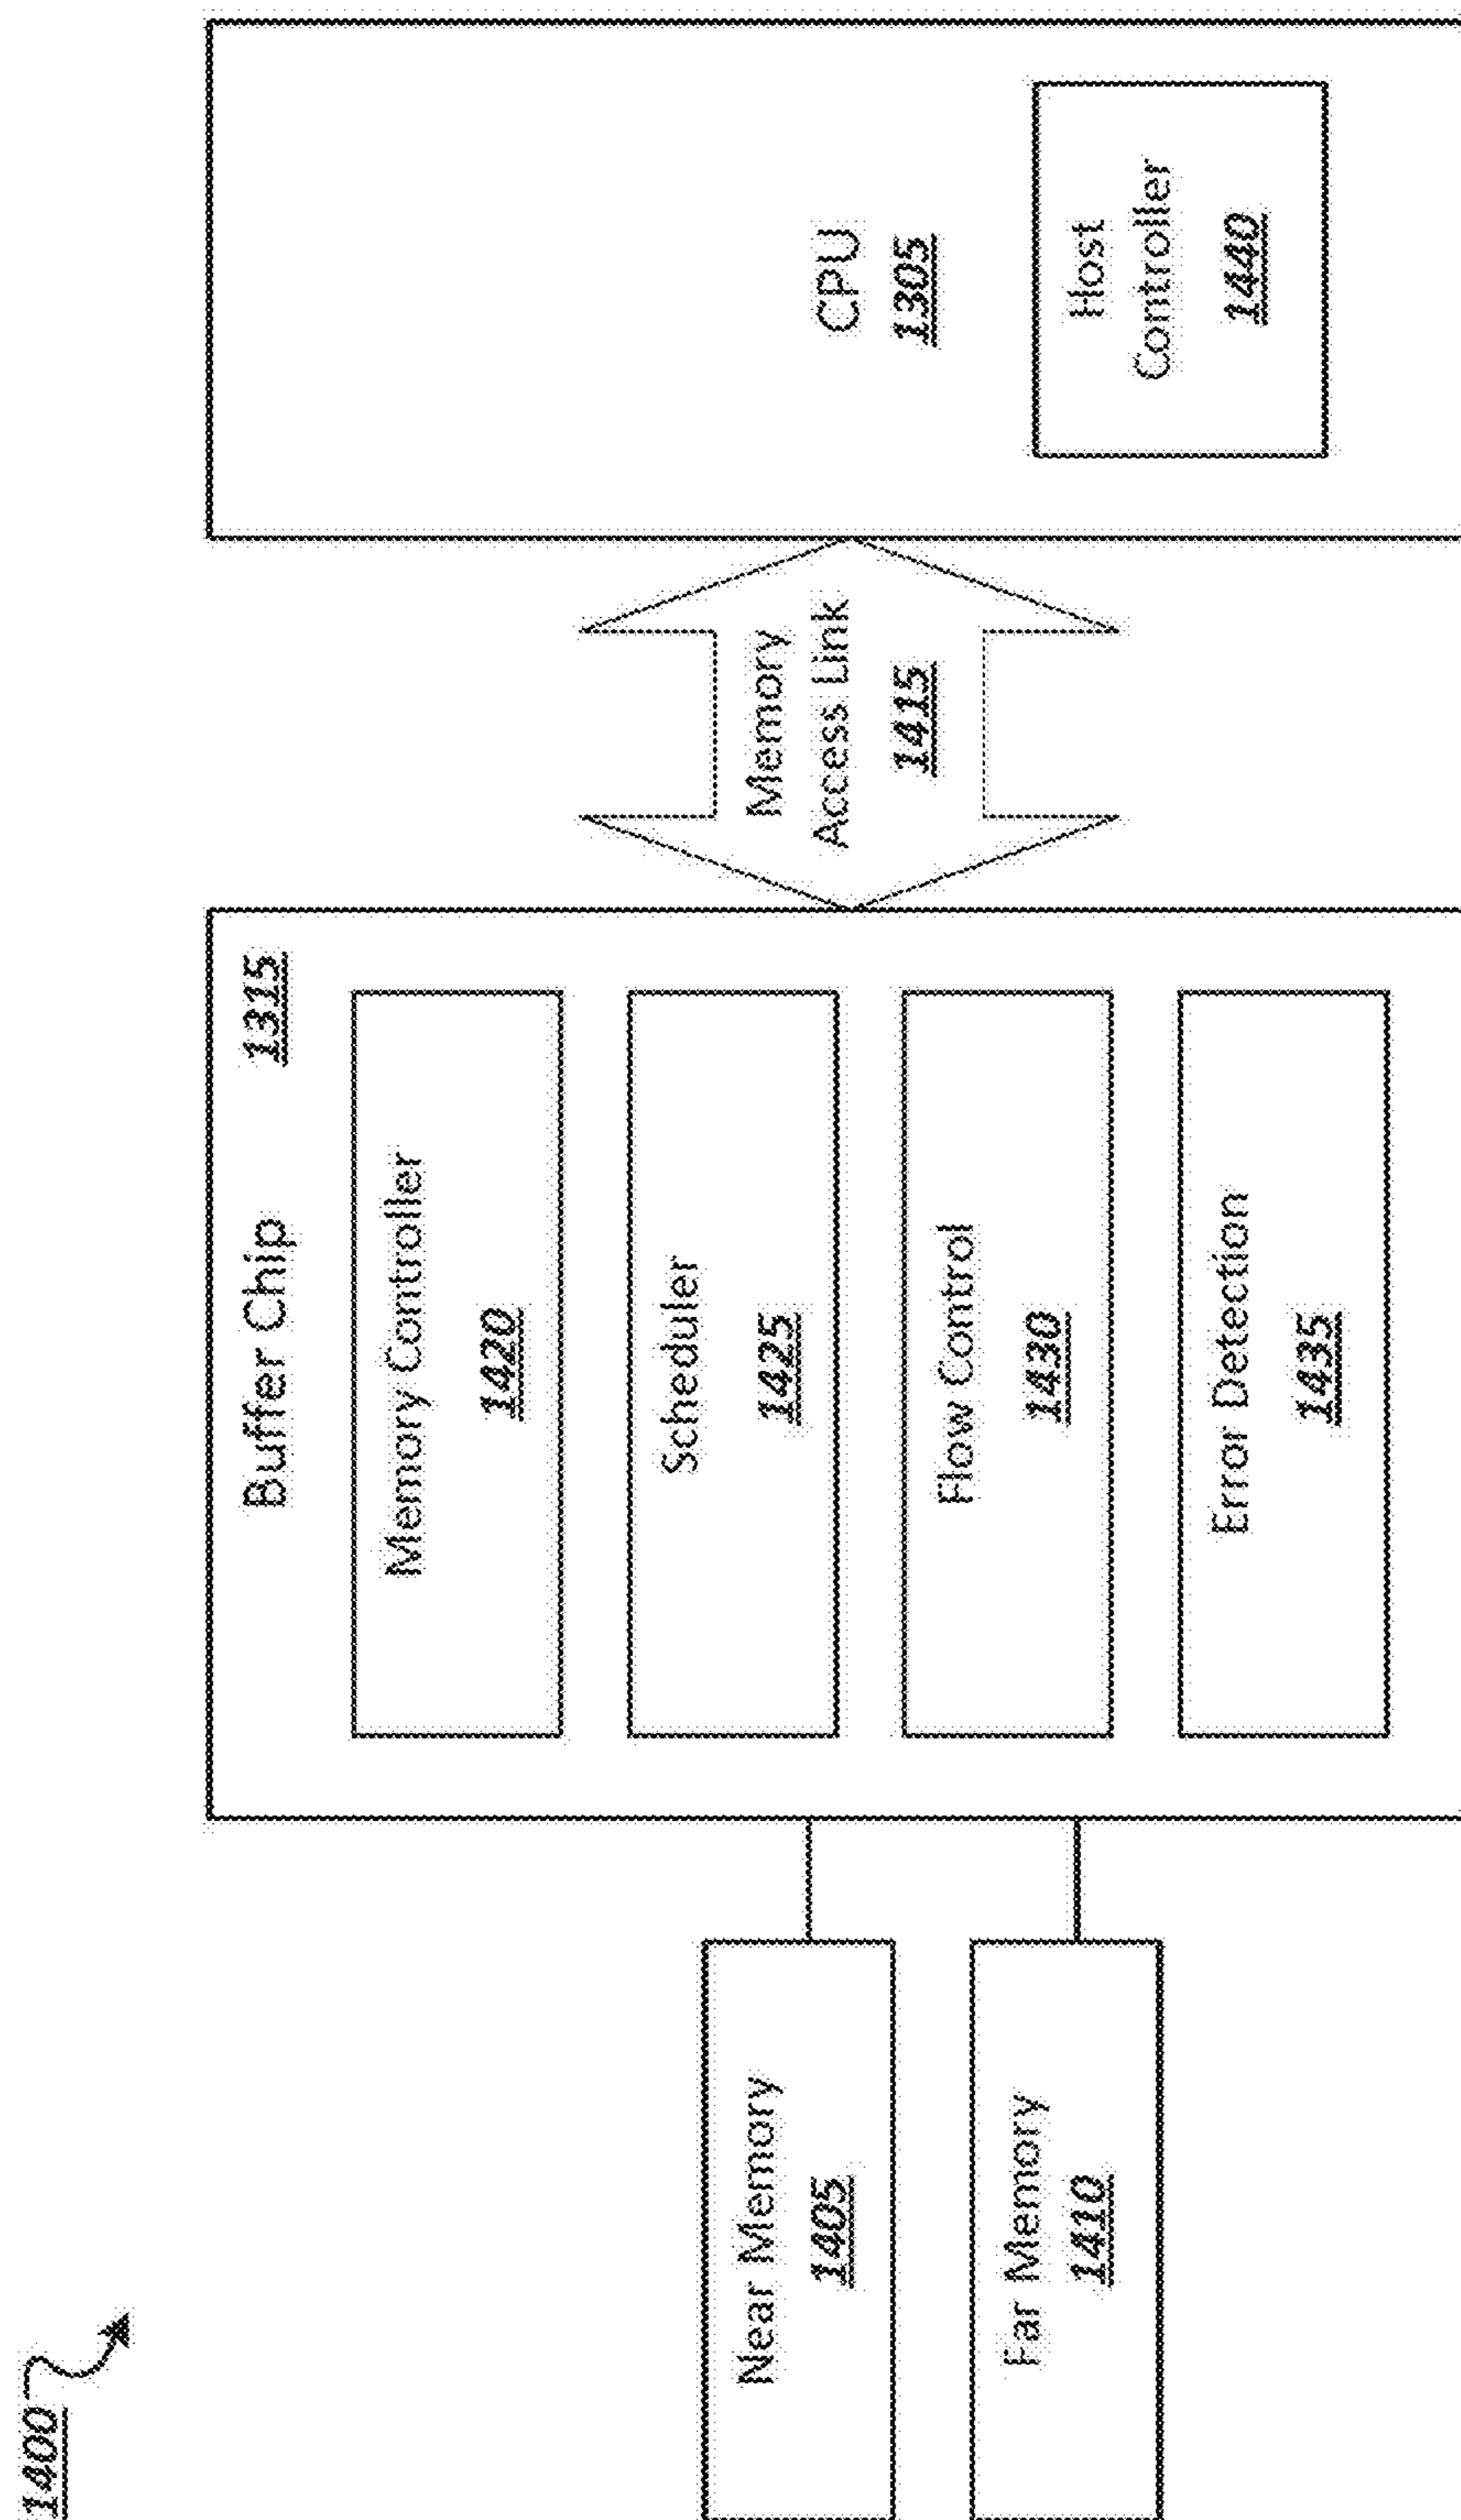 1400
Near Memory
1405
Far Memory
1410
Buffer Chip 1315
Memory Controller
1420
Scheduler
1425
Flow Control
1430
Error Detection
1435
Memory
Access Link
1415
CPU
1305
Host
Controller
1440